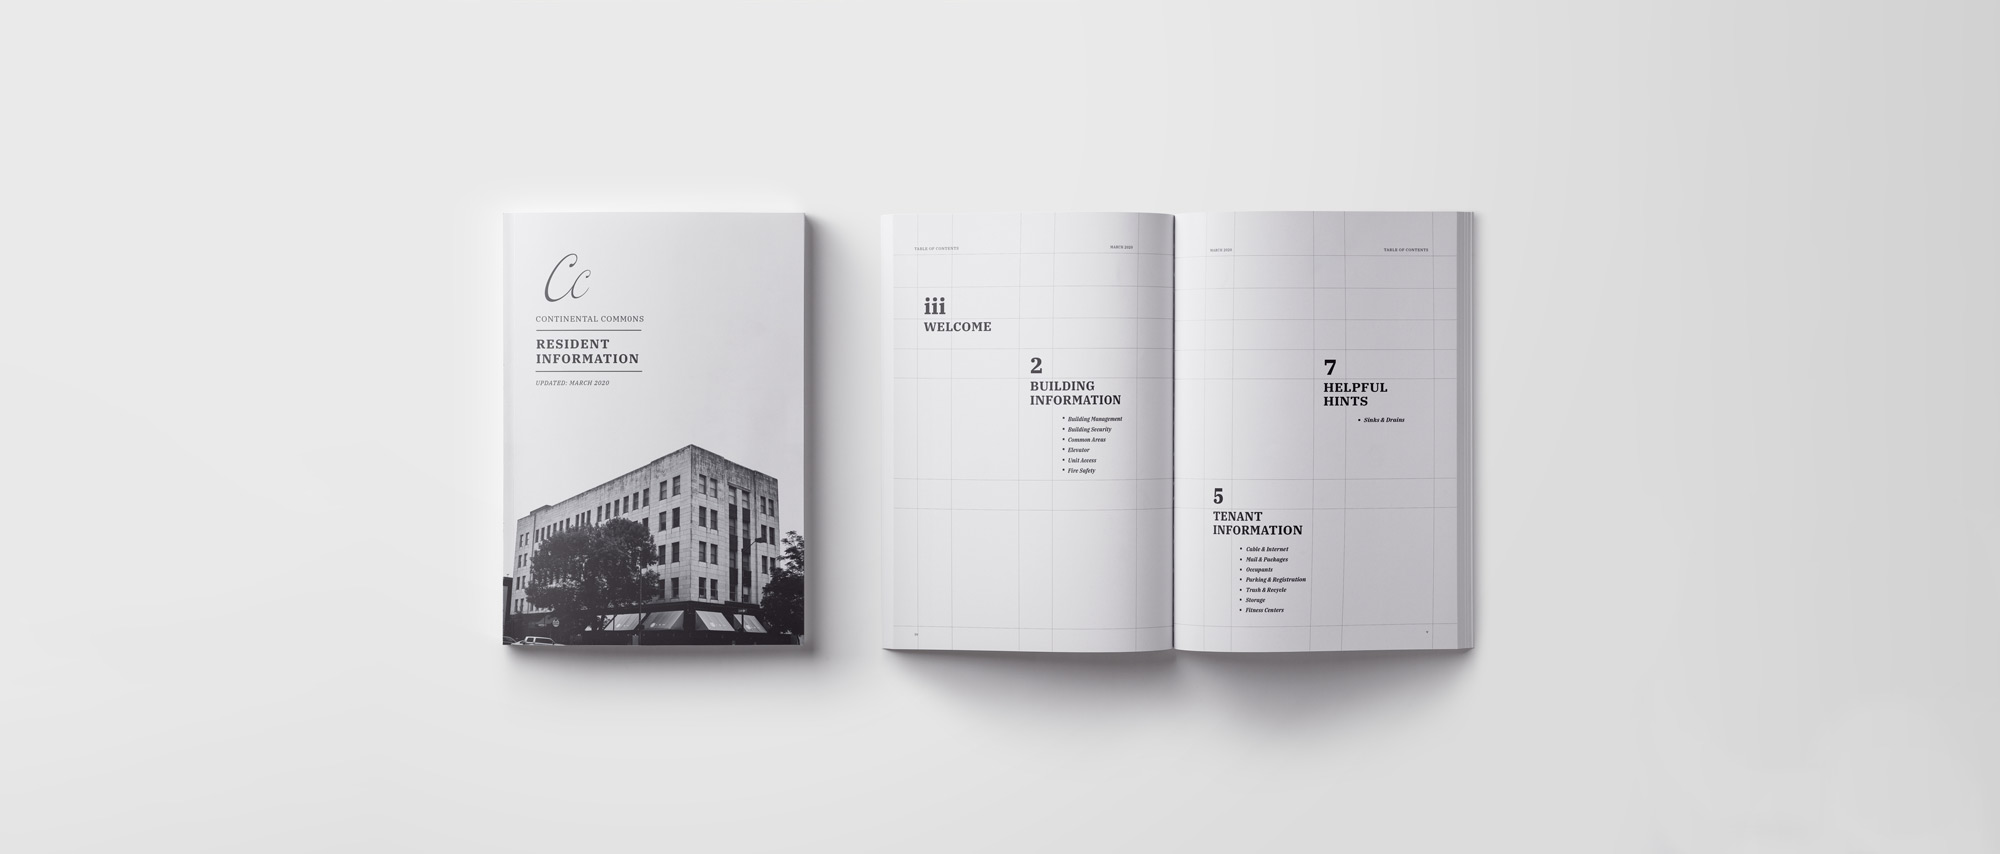 Cc
CONTINENTAL COMMONS
RESIDENT
INFORMATION
UPDATED: MARCH 2020
TABLE OF CONTENTS
MARCH 2020
iii
WELCOME
2
BUILDING
INFORMATION
• Building Management
• Building Security
• Common Areas
• Elevator
• Unit Access
• Fire Safety
MARCH 2020
TABLE OF CONTENTS
7
HELPFUL
HINTS
• Sinks & Drains
5
TENANT
INFORMATION
• Cable & Internet
• Mail & Packages
• Occupants
• Parking & Registration
• Trash & Recycle
• Storage
• Fitness Centers